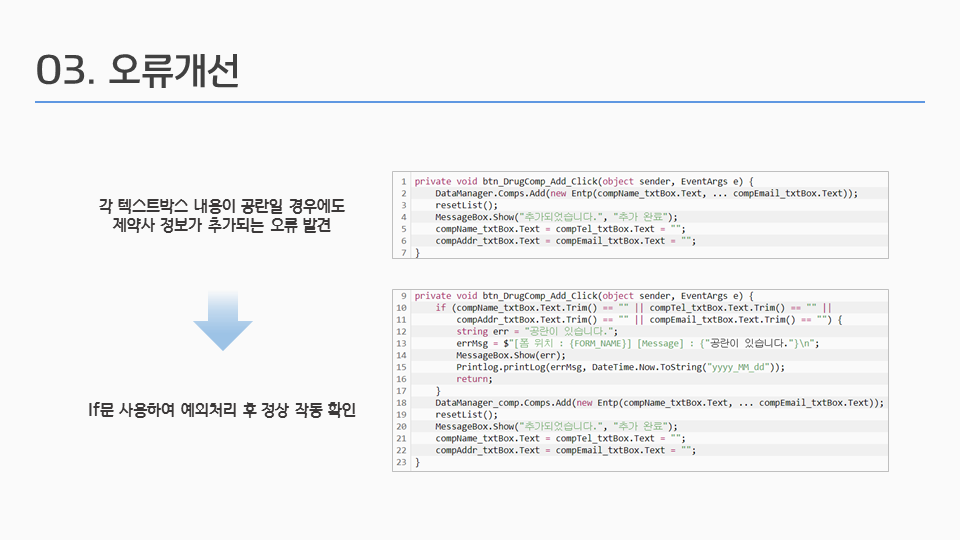 03. 오류개선
각 텍스트박스 내용이 공란일 경우에도
제약사 정보가 추가되는 오류 발견
1 private void btn_DrugComp_Add_Click(object sender, EventArgs e) {
2 DataManager.Comps.Add(new Entp(compName_txtBox.Text, ... compEmail_txtBox.Text));
3 resetList();
4 MessageBox.Show("추가되었습니다.", "추가 완료");
5 compName_txtBox.Text = compTel_txtBox.Text = "";
6 compAddr_txtBox.Text = compEmail_txtBox.Text = "";
7 }
If문 사용하여 예외처리 후 정상 작동 확인
9 private void btn_DrugComp_Add_Click(object sender, EventArgs e) {
10 if (compName_txtBox.Text.Trim() == "" || compTel_txtBox.Text.Trim() == "" ||
11 compAddr_txtBox.Text.Trim() == "" || compEmail_txtBox.Text.Trim() == "") {
12 string err = "공란이 있습니다.";
13 errMsg = $"[폼 위치 : {FORM_NAME}] [Message] : {"공란이 있습니다."}\n";
14 MessageBox.Show(err);
15 Printlog.printLog(errMsg, DateTime.Now.ToString("yyyy_MM_dd"));
16 return;
17 }
18 DataManager_comp.Comps.Add(new Entp(compName_txtBox.Text, ... compEmail_txtBox.Text));
19 resetList();
20 MessageBox.Show("추가되었습니다.", "추가 완료");
21 compName_txtBox.Text = compTel_txtBox.Text = "";
22 compAddr_txtBox.Text = compEmail_txtBox.Text = "";
23 }